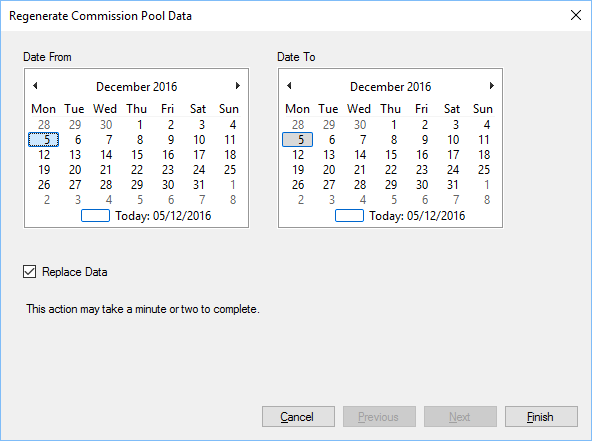 Regenerate Commission Pool Data
Date From Date To
December 2016 December 2016
Mon Tue Wed Thu Fri Sat Sun Mon Tue Wed Thu Fri Sat Sun
28 29 30 1 2 3 4 28 29 30 1 2 3 4
5 6 7 8 9 10 11 5 6 7 8 9 10 11
12 13 14 15 16 17 18 12 13 14 15 16 17 18
19 20 21 22 23 24 25 19 20 21 22 23 24 25
26 27 28 29 30 31 1 26 27 28 29 30 31 1
2 3 4 5 6 7 8 2 3 4 5 6 7 8
Today: 05/12/2016 Today: 05/12/2016
Replace Data
This action may take a minute or two to complete.
Cancel Previous Next Finish